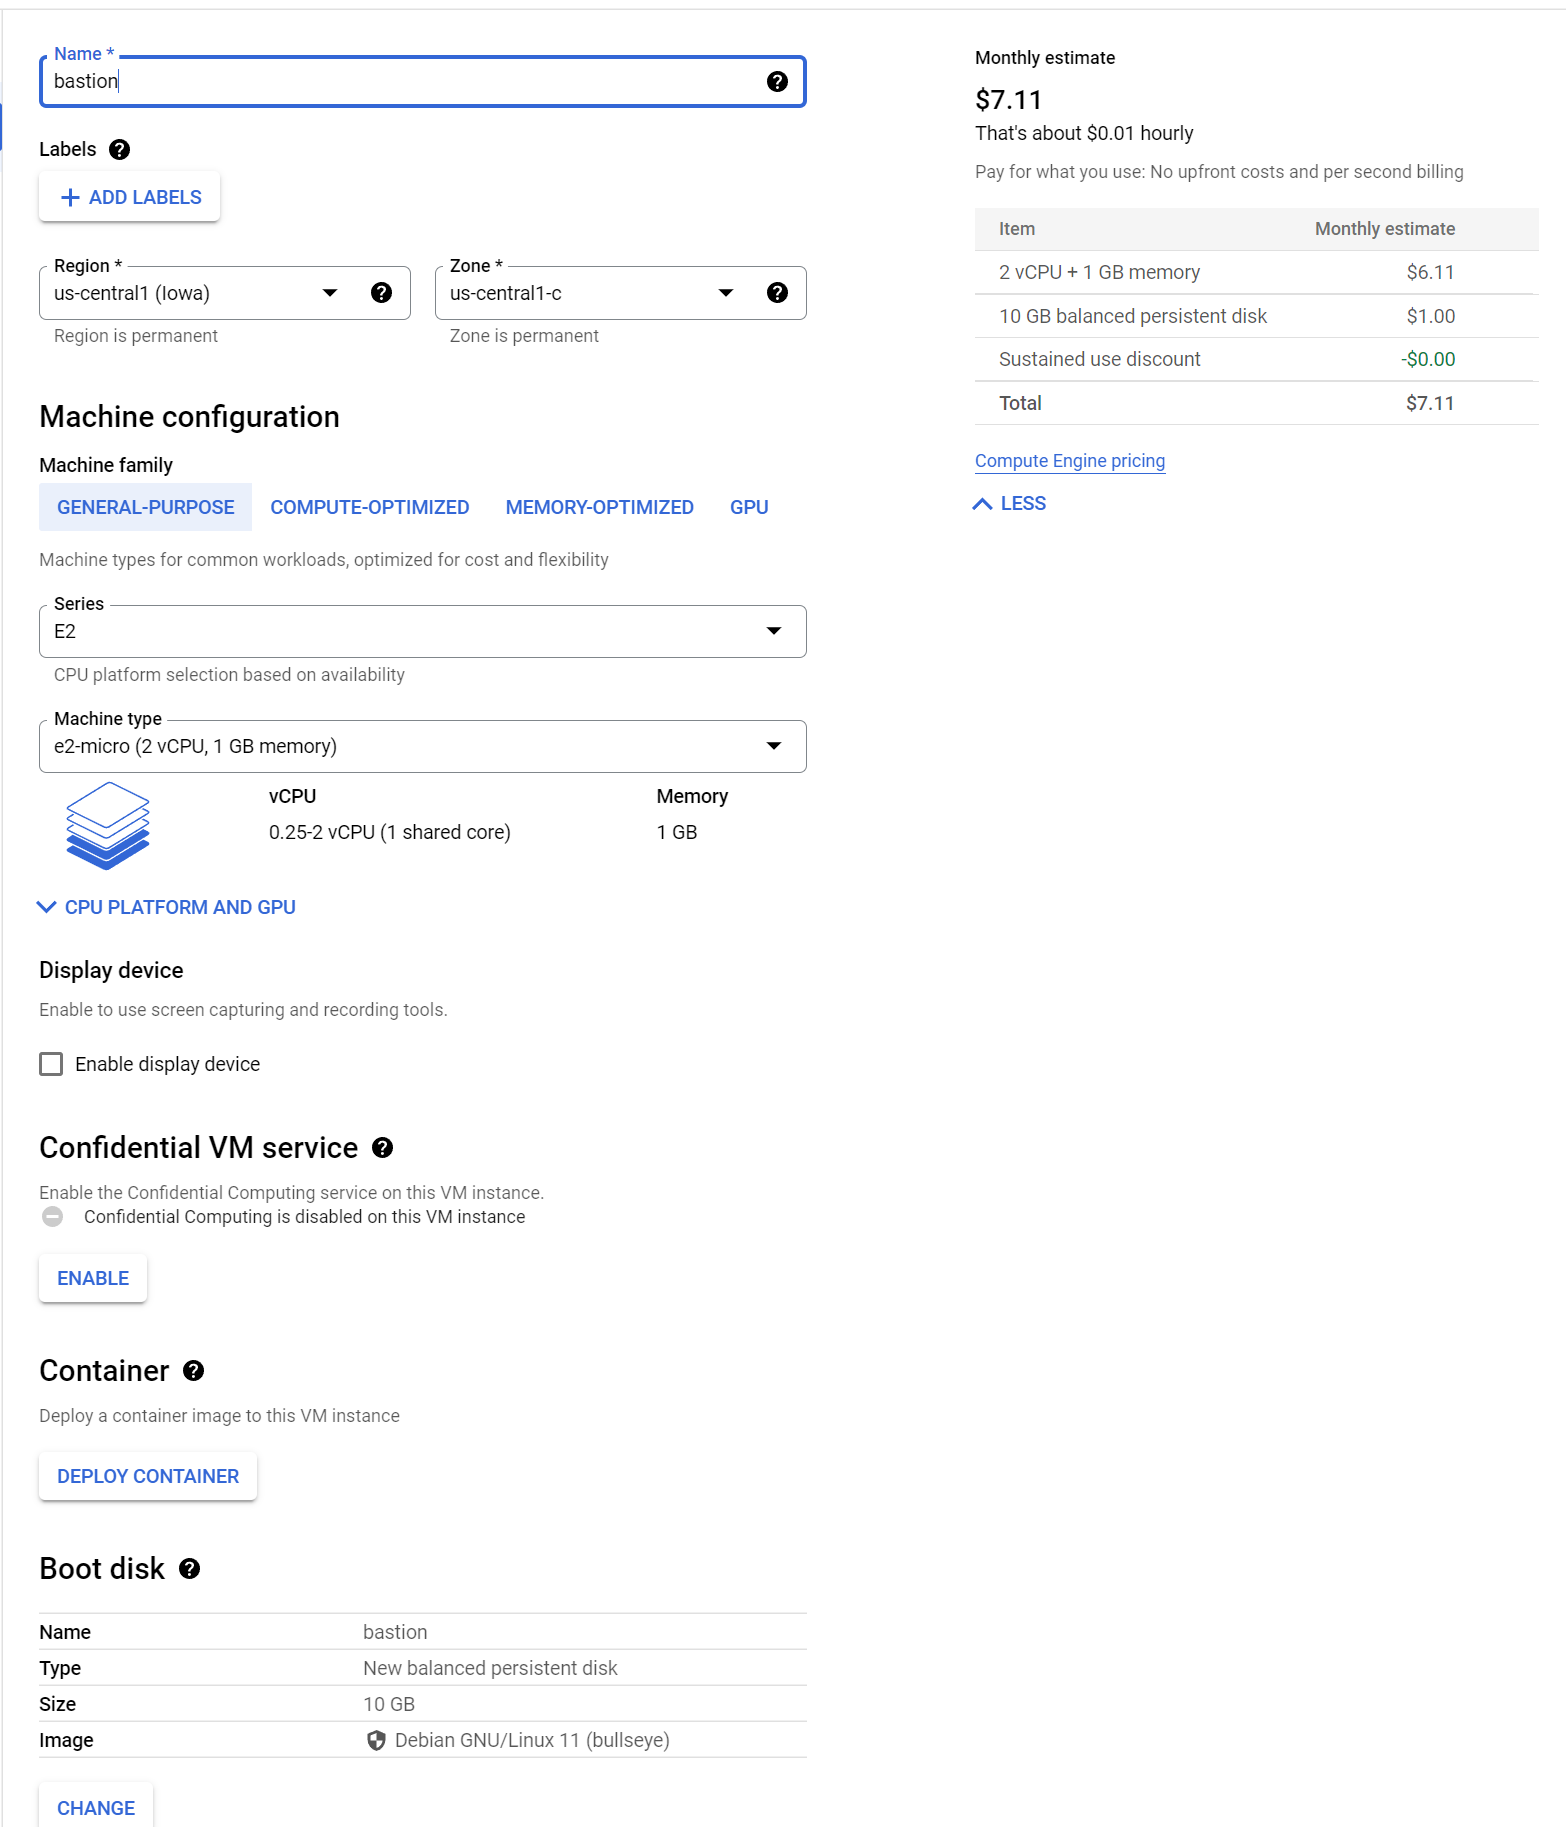 Name *
bastion
Labels
ADD LABELS
Region *
us-central1 (Iowa)
Region is permanent
Zone *
us-central1-c
Zone is permanent
Machine configuration
Machine family
GENERAL-PURPOSE COMPUTE-OPTIMIZED MEMORY-OPTIMIZED GPU
Machine types for common workloads, optimized for cost and flexibility
Series
E2
CPU platform selection based on availability
Machine type
e2-micro (2 vCPU, 1 GB memory)
vCPU Memory
0.25-2 vCPU (1 shared core) 1 GB
CPU PLATFORM AND GPU
Display device
Enable to use screen capturing and recording tools.
Enable display device
Confidential VM service
Enable the Confidential Computing service on this VM instance.
Confidential Computing is disabled on this VM instance
ENABLE
Container
Deploy a container image to this VM instance
DEPLOY CONTAINER
Boot disk
Name bastion
Type New balanced persistent disk
Size 10 GB
Image Debian GNU/Linux 11 (bullseye)
CHANGE
Monthly estimate
$7.11
That's about $0.01 hourly
Pay for what you use: No upfront costs and per second billing
Item Monthly estimate
2 vCPU + 1 GB memory $6.11
10 GB balanced persistent disk $1.00
Sustained use discount -$0.00
Total $7.11
Compute Engine pricing
LESS